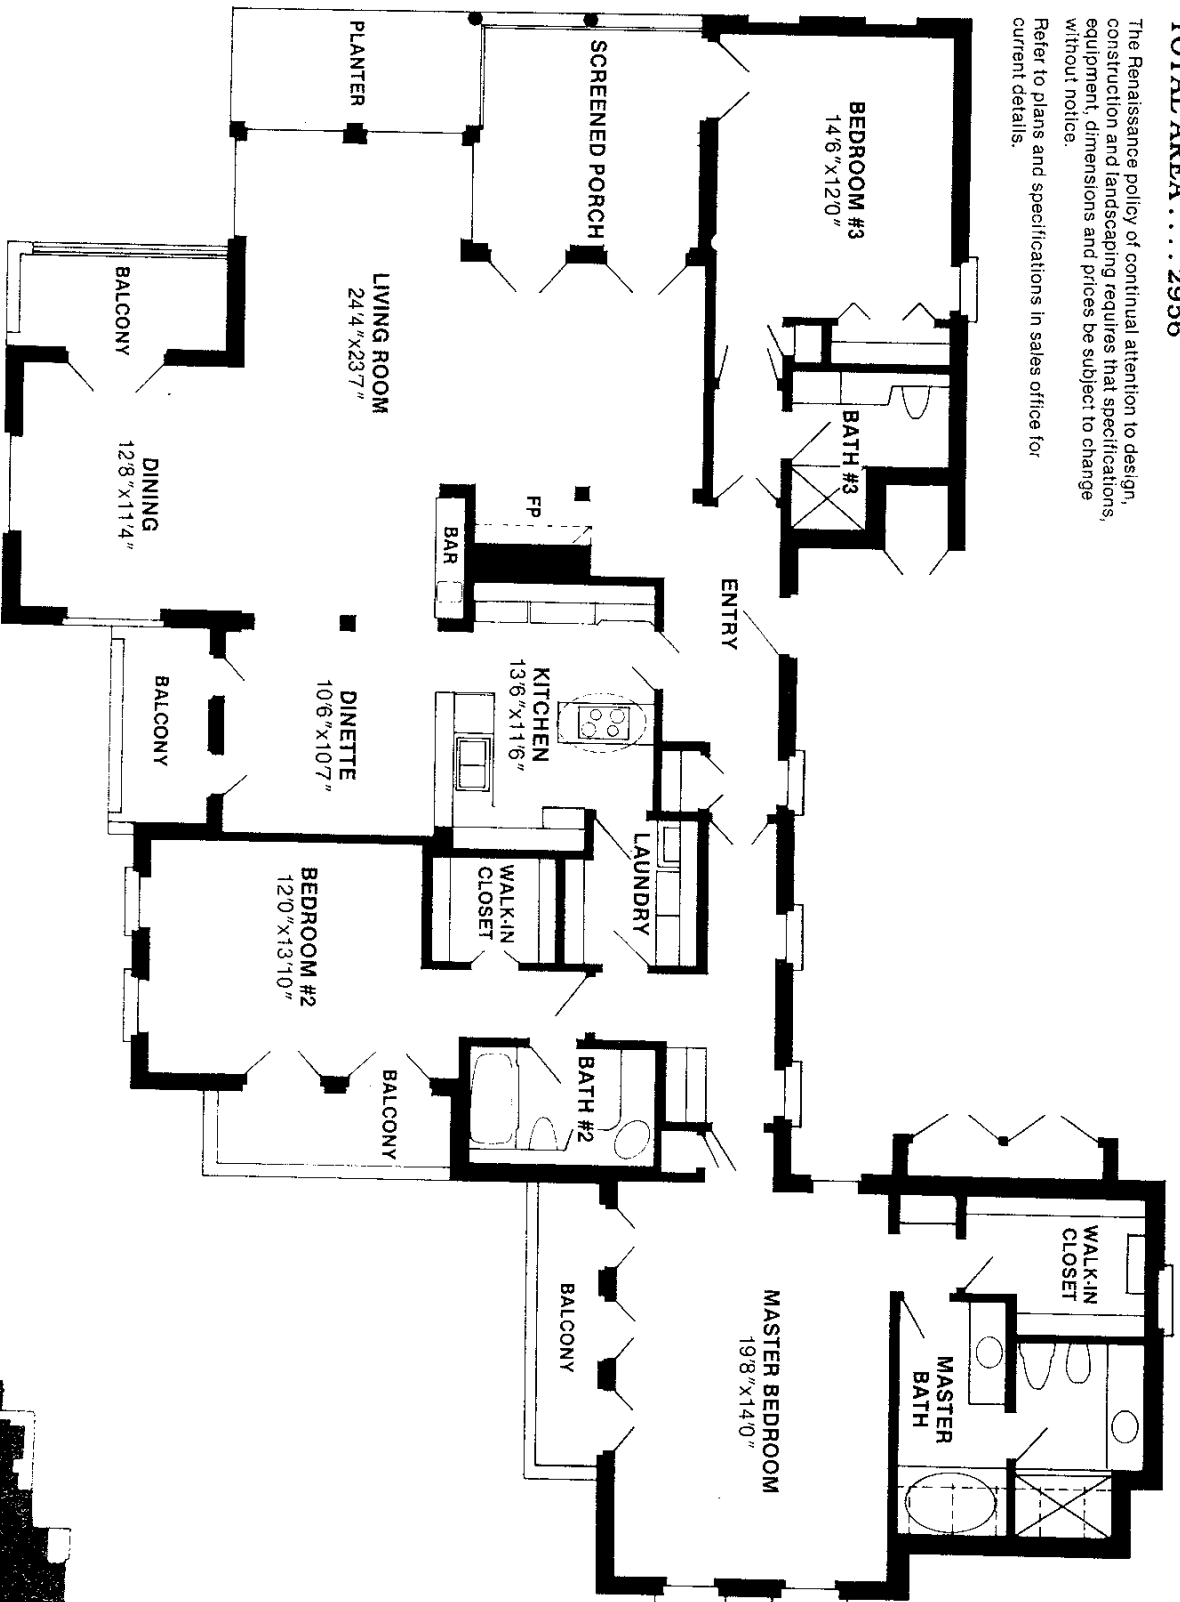 TOTAL AREA.... 2956
The Renaissance policy of continual attention to design,
construction and landscaping requires that specifications,
equipment, dimensions and prices be subject to change
without notice.
Refer to plans and specifications in sales office for
current details.
PLANTER
SCREENED PORCH
BEDROOM #3
14'6"x12'0"
BALCONY
LIVING ROOM
24'4"x23'7"
BATH #3
DINING
12'8"x11'4"
FP
BAR
ENTRY
BALCONY
DINETTE
10'6"x10'7"
KITCHEN
13'6"x11'6"
LAUNDRY
WALK-IN
CLOSET
BEDROOM #2
12'0"x13'10"
BALCONY
BATH #2
BALCONY
MASTER BEDROOM
19'8"x14'0"
WALK-IN
CLOSET
MASTER
BATH